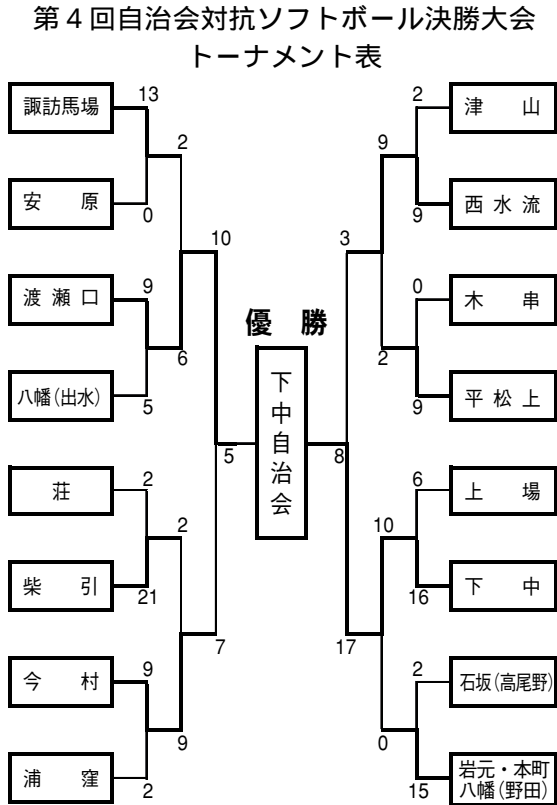 第４回自治会対抗ソフトボール決勝大会
トーナメント表
諏訪馬場
13
2
安　原
0
10
渡瀬口
9
6
八幡（出水）
5
5
荘
2
2
柴　引
21
7
今　村
9
9
浦　窪
2
優　勝
下中自治会
8
津　山
2
9
西水流
9
3
木　串
0
2
平松上
9
上　場
6
10
下　中
16
17
石坂（高尾野）
2
0
岩元・本町
八幡（野田）
15